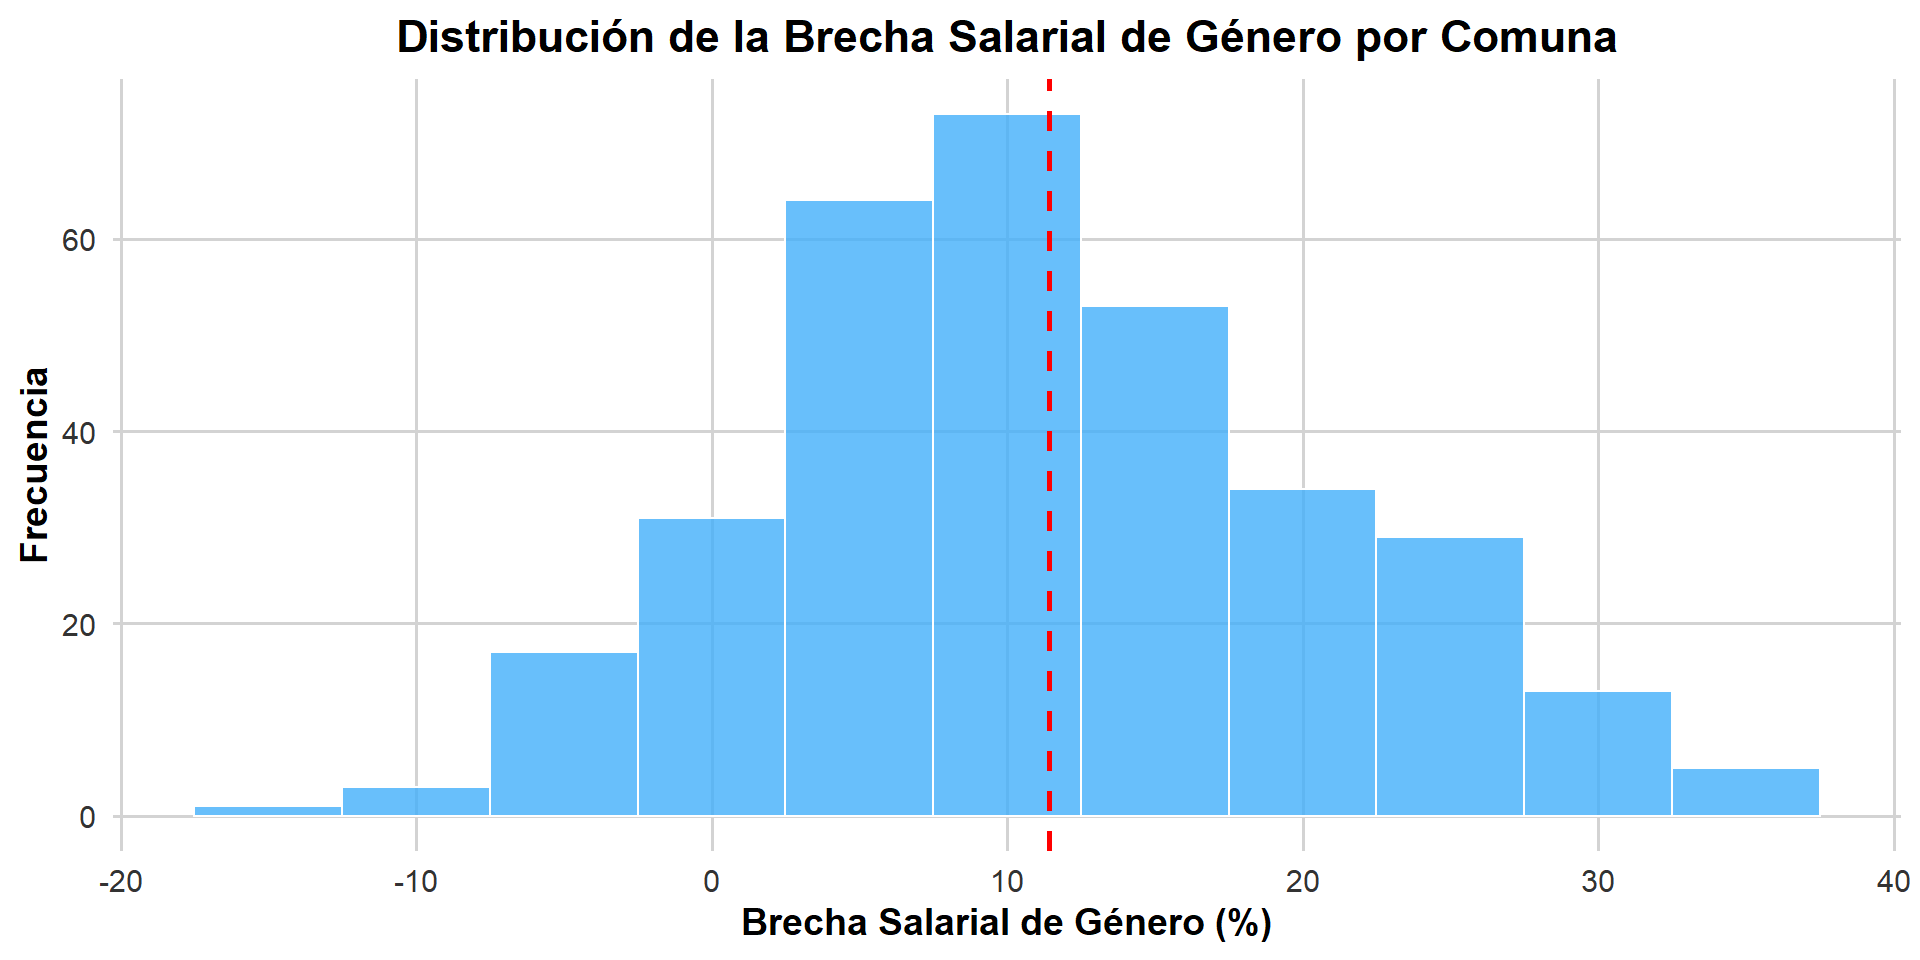 Distribución de la Brecha Salarial de Género por Comuna
Frecuencia
60
40
20
0
-20 -10 0 10 20 30 40
Brecha Salarial de Género (%)